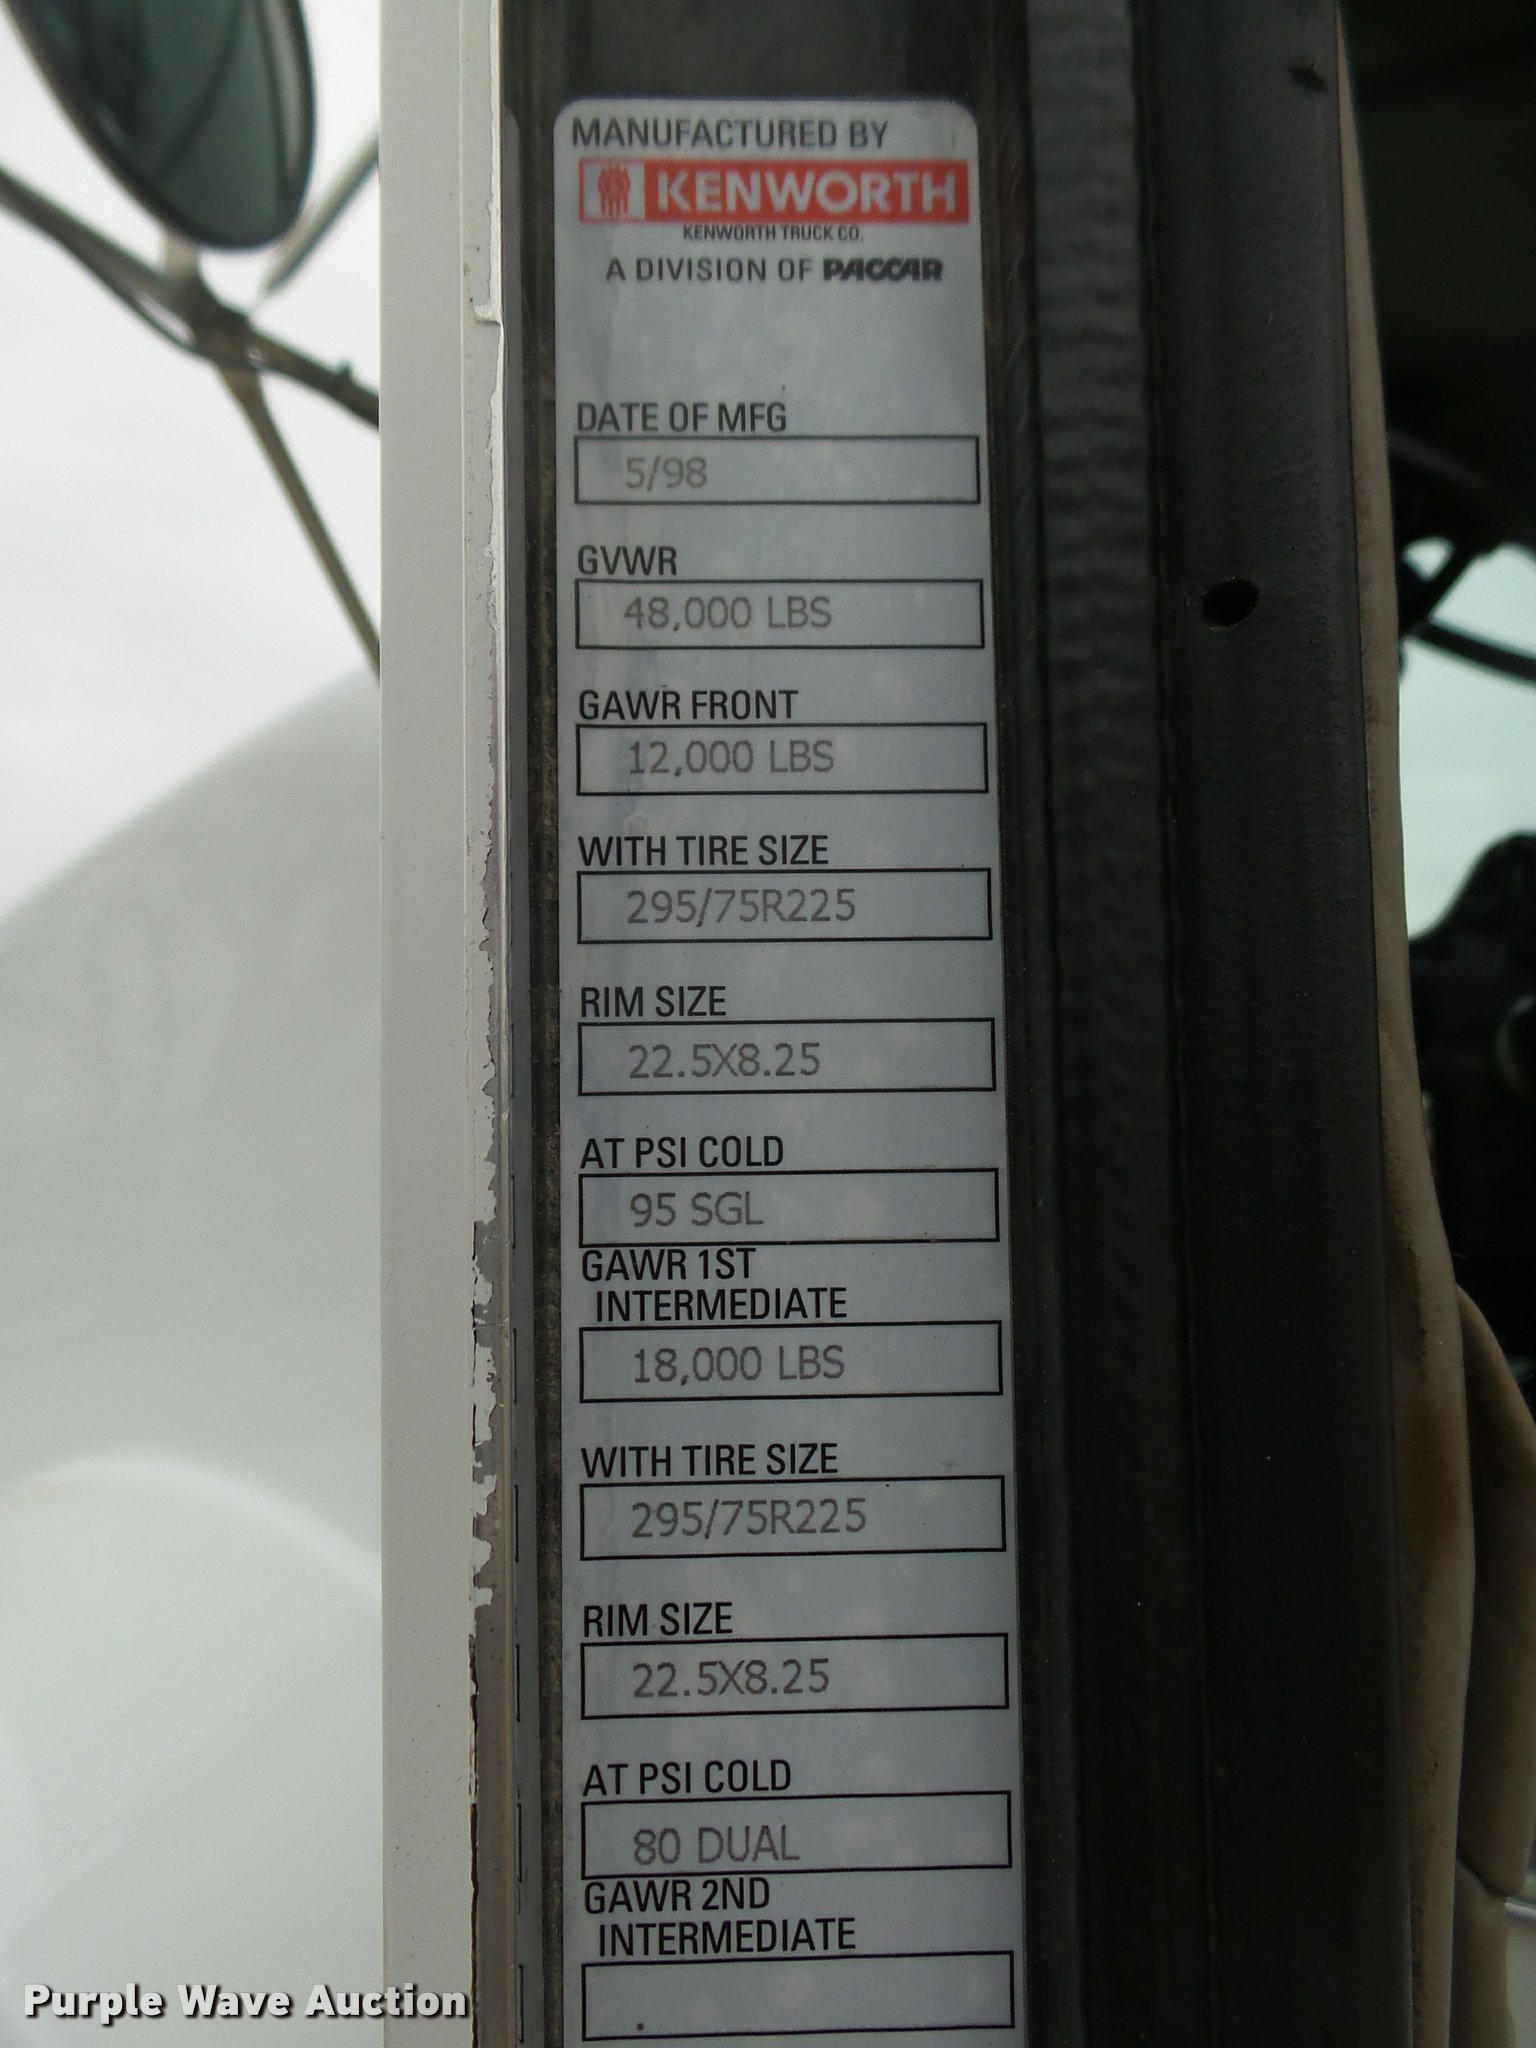 MANUFACTURED BY
KENWORTH
KENWORTH TRUCK CO.
A DIVISION OF PACCAR
DATE OF MFG
5/98
GVWR
48,000 LBS
GAWR FRONT
12,000 LBS
WITH TIRE SIZE
295/75R225
RIM SIZE
22.5X8.25
AT PSI COLD
95 SGL
GAWR 1ST
INTERMEDIATE
18,000 LBS
WITH TIRE SIZE
295/75R225
RIM SIZE
22.5X8.25
AT PSI COLD
80 DUAL
GAWR 2ND
INTERMEDIATE
.
Purple Wave Auction